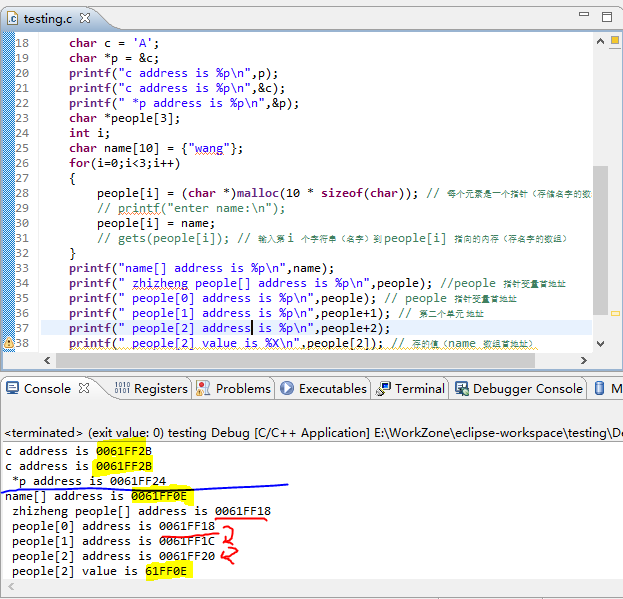 testing.c
18 char c = 'A';
19 char *p = &c;
20 printf("c address is %p\n",p);
21 printf("c address is %p\n",&c);
22 printf(" *p address is %p\n",&p);
23 char *people[3];
24 int i;
25 char name[10] = {"wang"};
26 for(i=0;i<3;i++)
27 {
28 people[i] = (char *)malloc(10 * sizeof(char)); // 每个元素是一个指针（存储名字的数
29 // printf("enter name:\n");
30 people[i] = name;
31 // gets(people[i]); // 输入第 i 个字符串（名字）到 people[i] 指向的内存（存名字的数组）
32 }
33 printf("name[] address is %p\n",name);
34 printf(" zhizheng people[] address is %p\n",people); //people 指针变量首地址
35 printf(" people[0] address is %p\n",people); // people 指针变量首地址
36 printf(" people[1] address is %p\n",people+1); // 第二个单元 地址
37 printf(" people[2] address is %p\n",people+2);
38 printf(" people[2] value is %X\n",people[2]); // 存的值（name 数组首地址）
Console Registers Problems Executables Terminal Debugger Console M
<terminated> (exit value: 0) testing Debug [C/C++ Application] E:\WorkZone\eclipse-workspace\testing\De
c address is 0061FF2B
c address is 0061FF2B
*p address is 0061FF24
name[] address is 0061FF0E
zhizheng people[] address is 0061FF18
people[0] address is 0061FF18
people[1] address is 0061FF1C
people[2] address is 0061FF20
people[2] value is 61FF0E